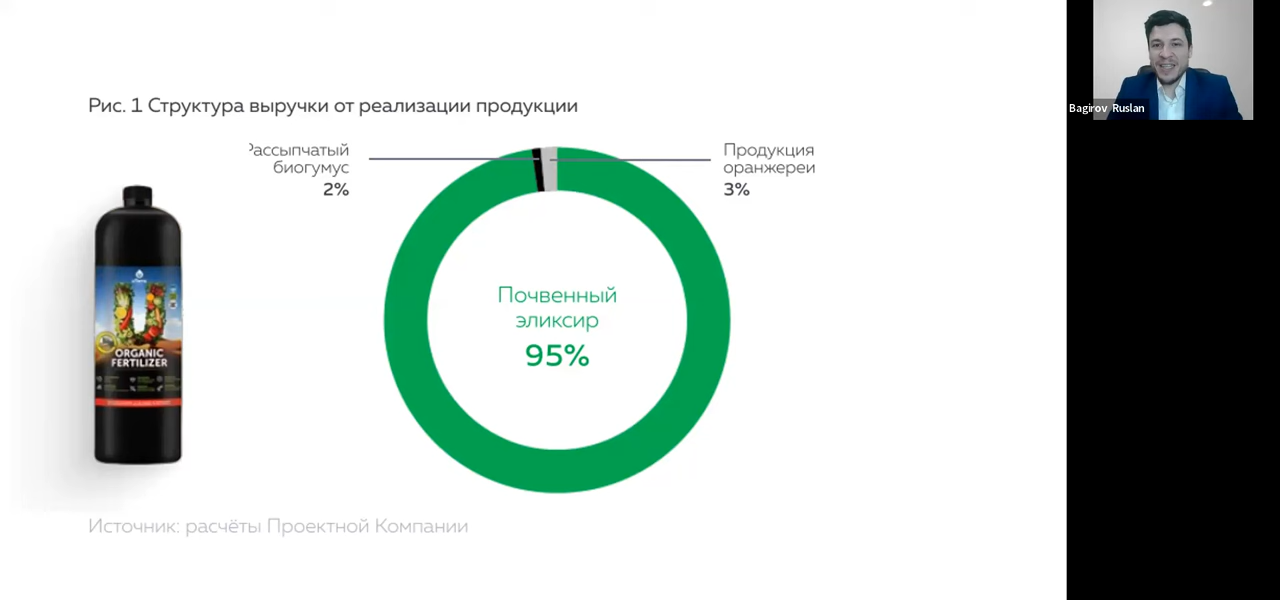 Рис. 1 Структура выручки от реализации продукции
Рассыпчатый
биогумус
2%
Продукция
оранжереи
3%
Почвенный
эликсир
95%
U
ORGANIC
FERTILIZER
Источник: расчёты Проектной Компании
Bagirov Ruslan